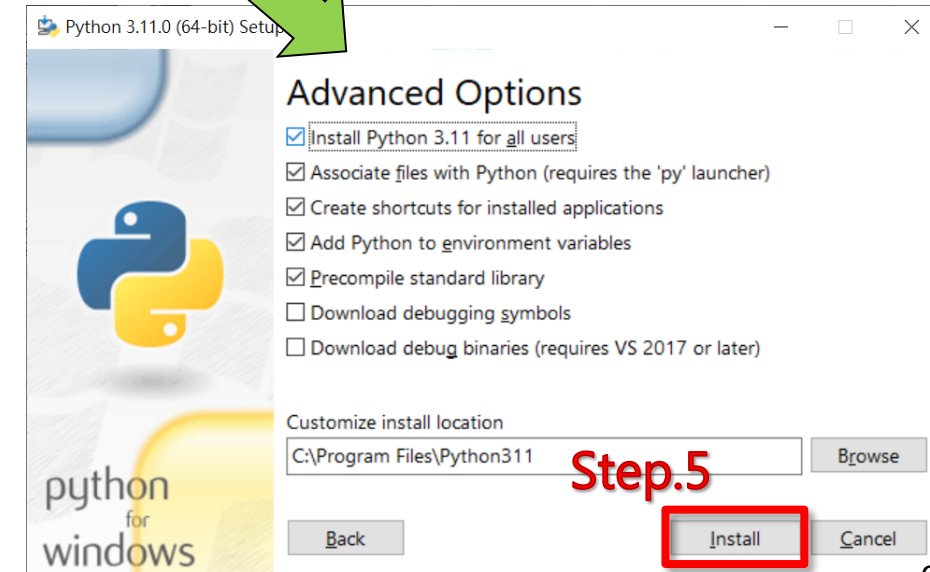 Python 3.11.0 (64-bit) Setup
Advanced Options
Install Python 3.11 for all users
Associate files with Python (requires the 'py' launcher)
Create shortcuts for installed applications
Add Python to environment variables
Precompile standard library
Download debugging symbols
Download debug binaries (requires VS 2017 or later)
Customize install location
C:\Program Files\Python311
Browse
Step.5
python
for
windows
Back
Install
Cancel